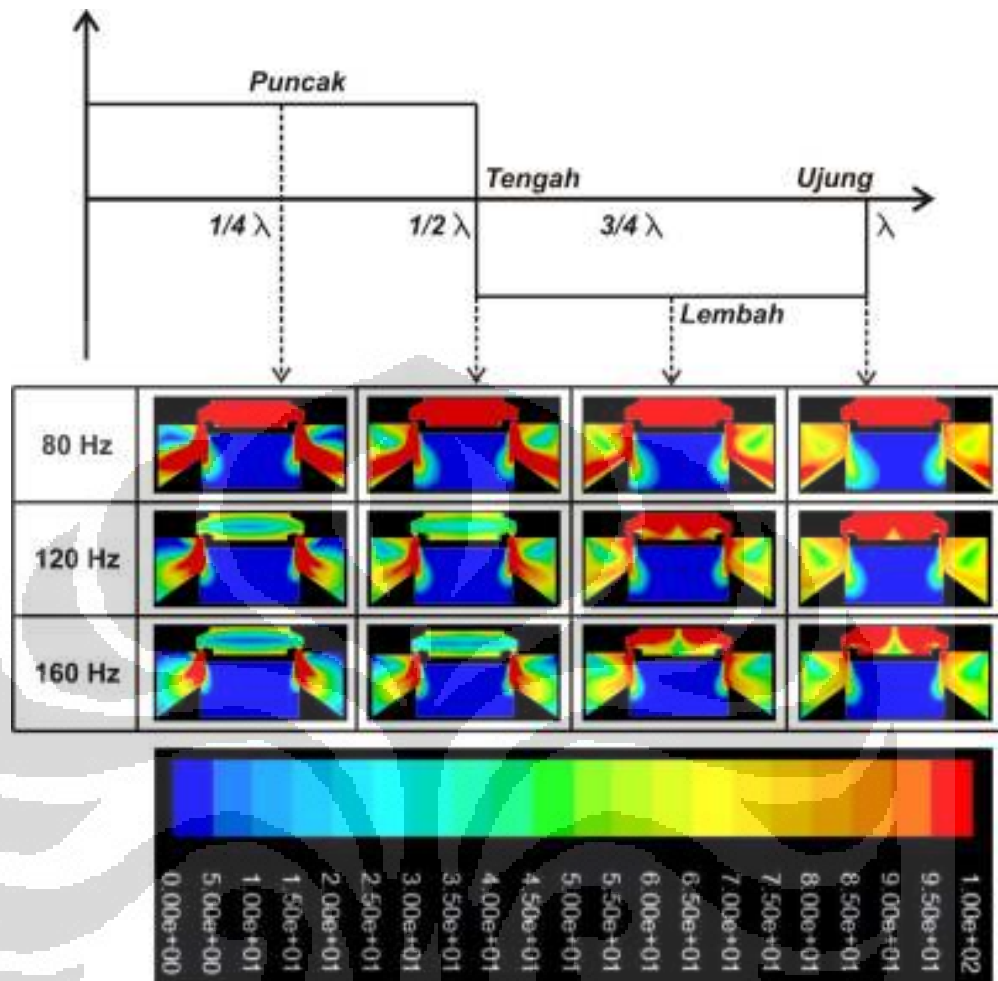 Puncak
Tengah
Ujung
1/4 λ
1/2 λ
3/4 λ
λ
Lembah
80 Hz
120 Hz
160 Hz
0.00e+00
5.00e+00
1.00e+01
1.50e+01
2.00e+01
2.50e+01
3.00e+01
3.50e+01
4.00e+01
4.50e+01
5.00e+01
5.50e+01
6.00e+01
6.50e+01
7.00e+01
7.50e+01
8.00e+01
8.50e+01
9.00e+01
9.50e+01
1.00e+02